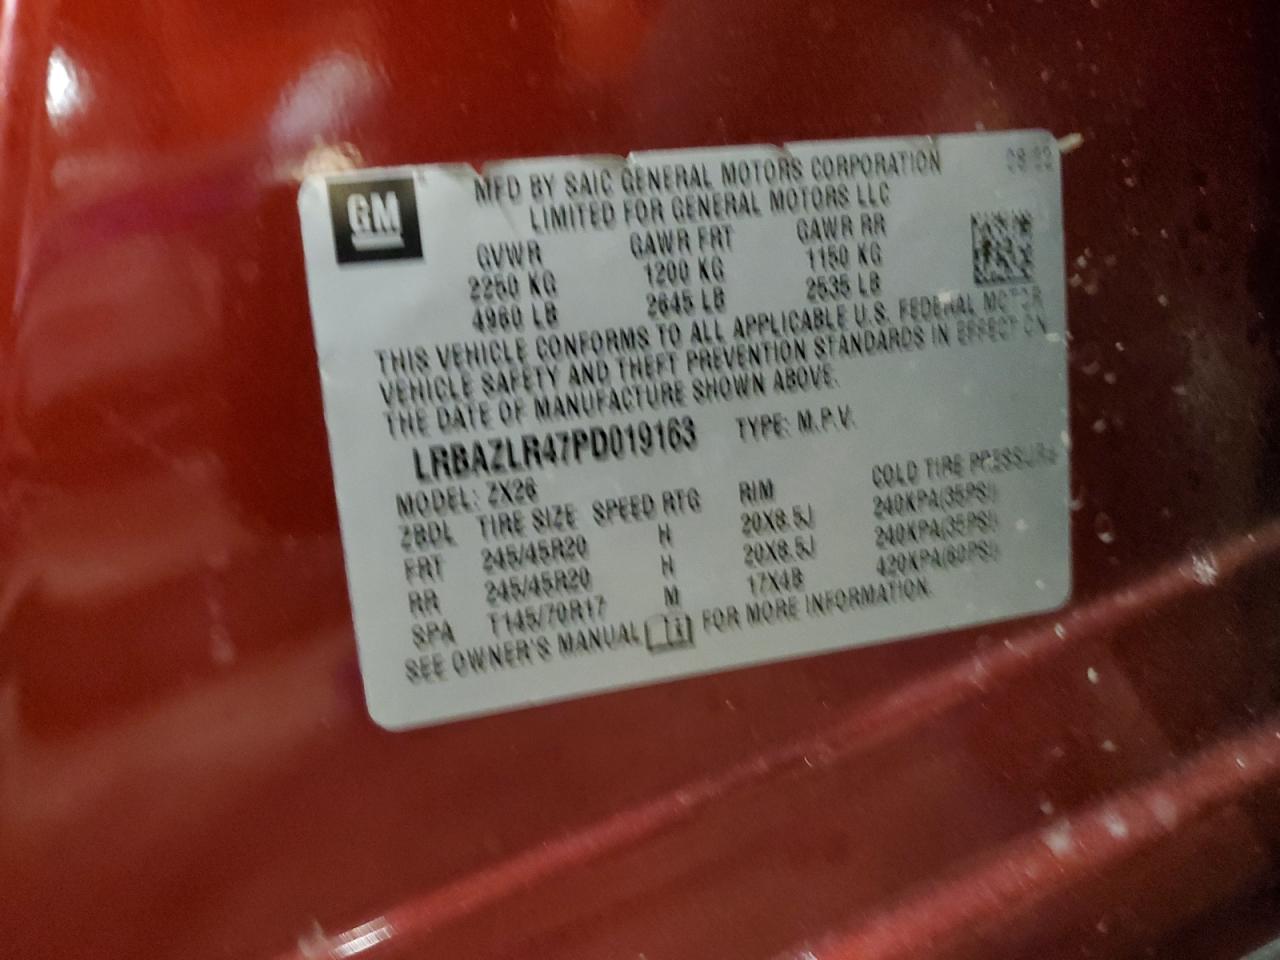 GM
MFD BY SAIC GENERAL MOTORS CORPORATION
LIMITED FOR GENERAL MOTORS LLC
GVWR GAWR FRT GAWR RR
2250 KG 1200 KG 1150 KG
4960 LB 2645 LB 2535 LB
THIS VEHICLE CONFORMS TO ALL APPLICABLE U.S. FEDERAL MOTOR
VEHICLE SAFETY AND THEFT PREVENTION STANDARDS IN EFFECT ON
THE DATE OF MANUFACTURE SHOWN ABOVE.
LRBAZLR47PD019163 TYPE: M.P.V.
MODEL: ZX26
ZBDL TIRE SIZE SPEED RTG RIM COLD TIRE PRESSURE
FRT 245/45R20 H 20X8.5J 240KPA(35PSI)
RR 245/45R20 H 20X8.5J 240KPA(35PSI)
SPA T145/70R17 M 17X4B 420KPA(60PSI)
SEE OWNER'S MANUAL FOR MORE INFORMATION.